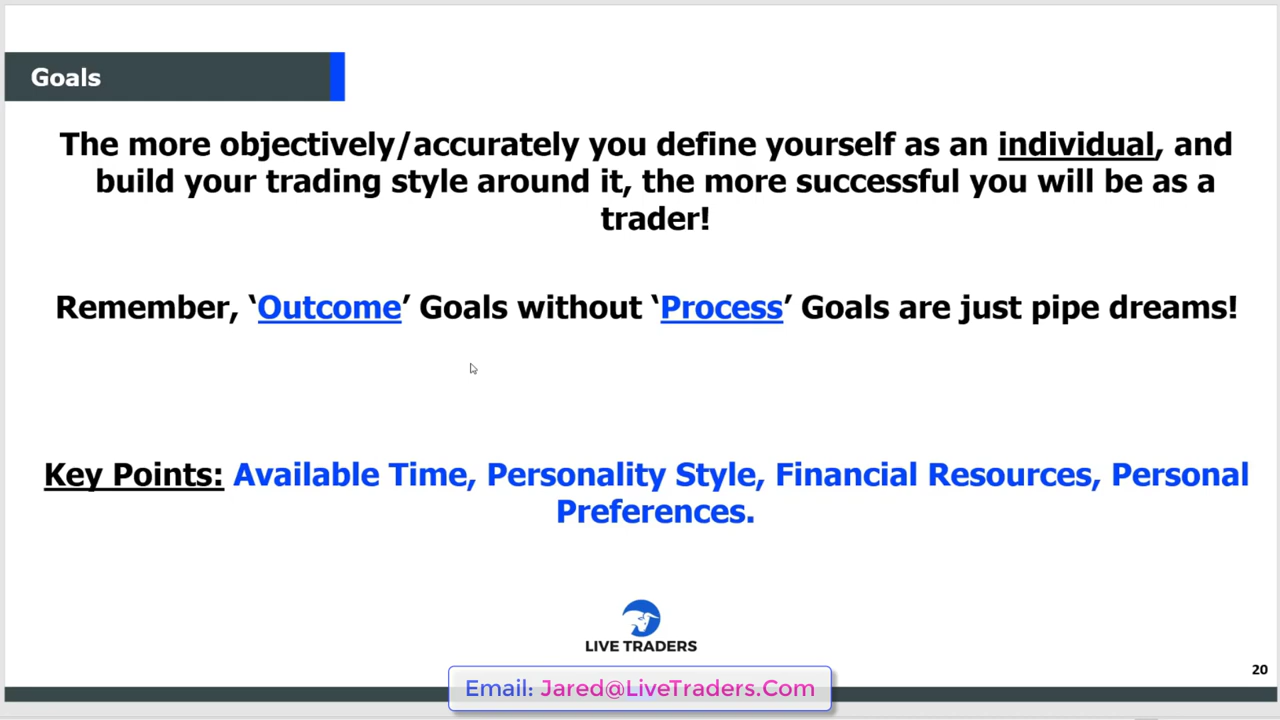 Goals
The more objectively/accurately you define yourself as an individual, and
build your trading style around it, the more successful you will be as a
trader!
Remember, ‘Outcome’ Goals without ‘Process’ Goals are just pipe dreams!
Key Points: Available Time, Personality Style, Financial Resources, Personal
Preferences.
LIVE TRADERS
20
Email: Jared@LiveTraders.Com